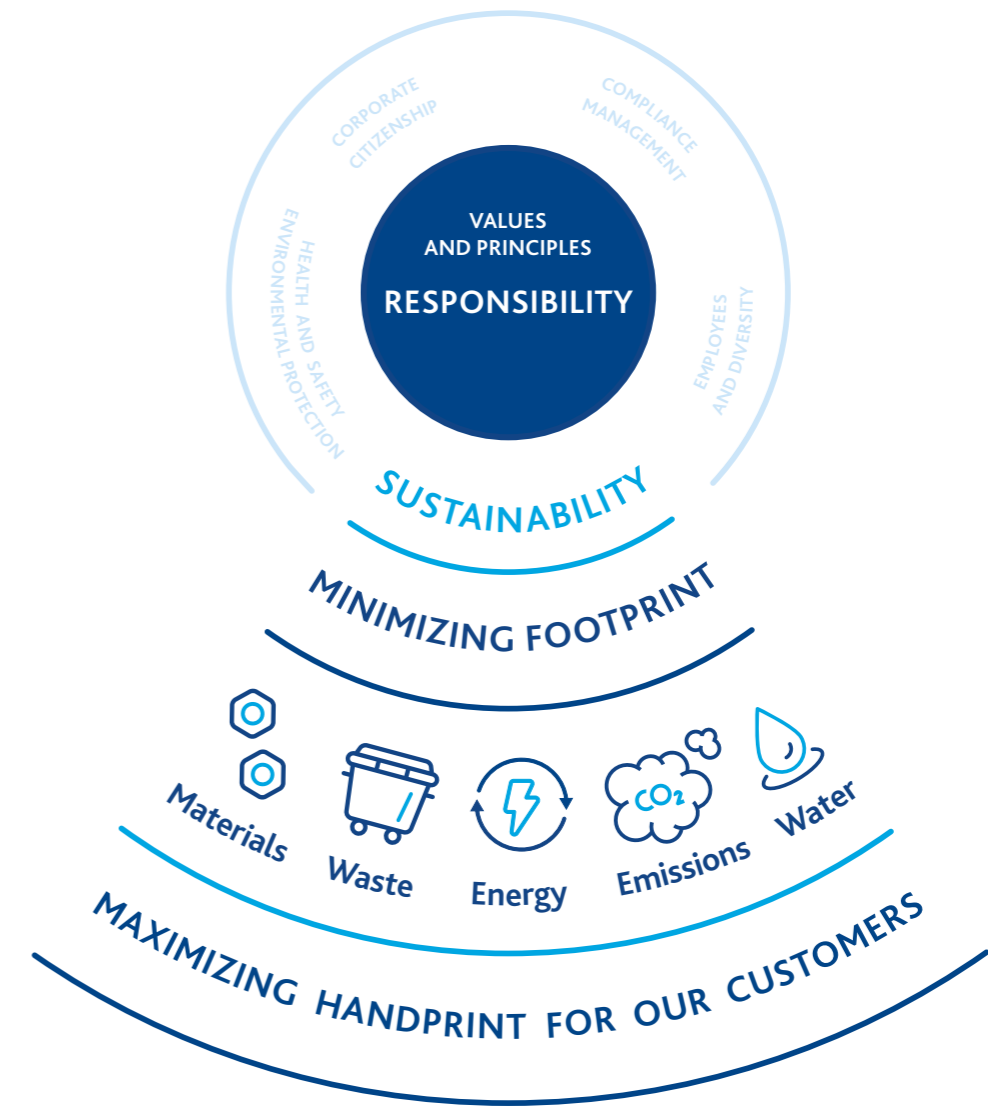 CORPORATE
CITIZENSHIP
COMPLIANCE
MANAGEMENT
HEALTH AND SAFETY
ENVIRONMENTAL PROTECTION
VALUES
AND PRINCIPLES
RESPONSIBILITY
EMPLOYEES
AND DIVERSITY
SUSTAINABILITY
MINIMIZING FOOTPRINT
CO₂
Materials
Waste
Energy
Emissions
Water
MAXIMIZING HANDPRINT FOR OUR CUSTOMERS